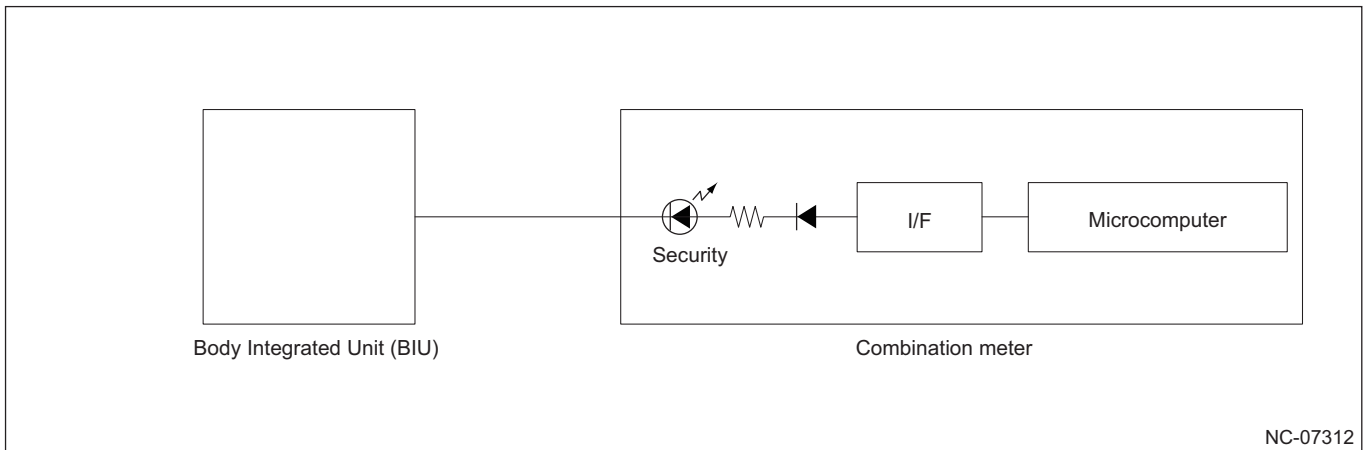 I/F
Microcomputer
Security
Body Integrated Unit (BIU)
Combination meter
NC-07312